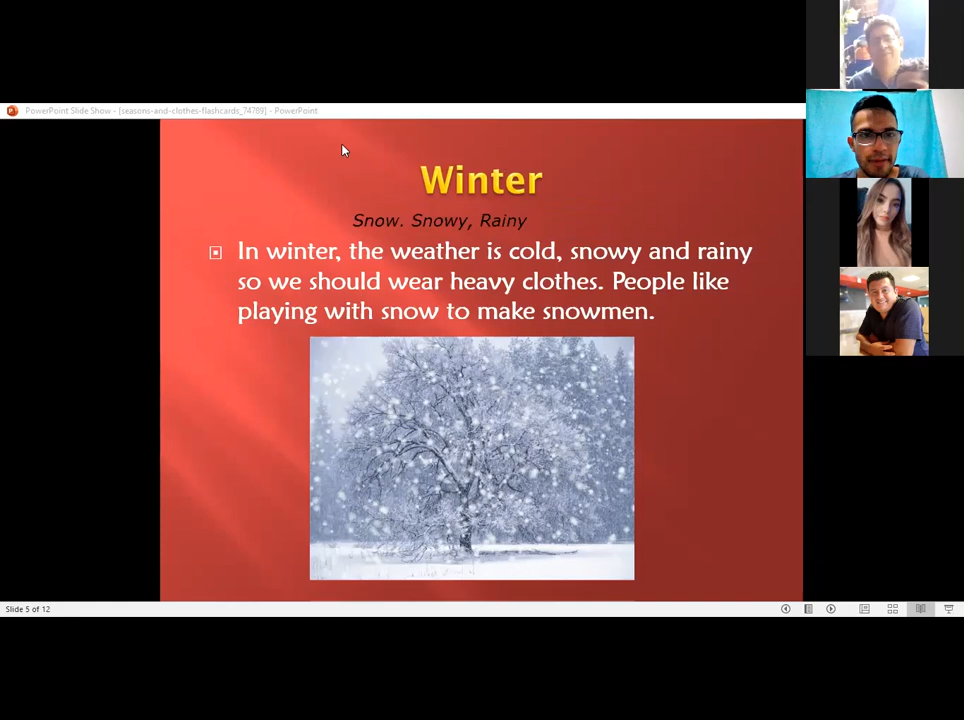 PowerPoint Slide Show - [seasons-and-clothes-flashcards_74789] - PowerPoint
Winter
Snow. Snowy, Rainy
In winter, the weather is cold, snowy and rainy
so we should wear heavy clothes. People like
playing with snow to make snowmen.
Slide 5 of 12